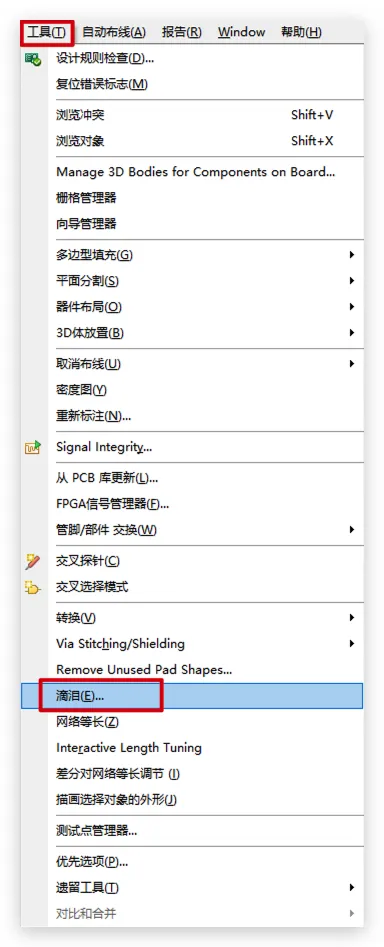 工具(T) 自动布线(A) 报告(R) Window 帮助(H)
设计规则检查(D)...
复位错误标志(M)
浏览冲突 Shift+V
浏览对象 Shift+X
Manage 3D Bodies for Components on Board...
栅格管理器
向导管理器
多边型填充(G)
平面分割(S)
器件布局(O)
3D体放置(B)
取消布线(U)
密度图(Y)
重新标注(N)...
Signal Integrity...
从 PCB 库更新(L)...
FPGA信号管理器(F)...
管脚/部件 交换(W)
交叉探针(C)
交叉选择模式
转换(V)
Via Stitching/Shielding
Remove Unused Pad Shapes...
滴泪(E)...
网络等长(Z)
Interactive Length Tuning
差分对网络等长调节 (I)
描画选择对象的外形(J)
测试点管理器...
优先选项(P)...
遗留工具(T)
对比和合并